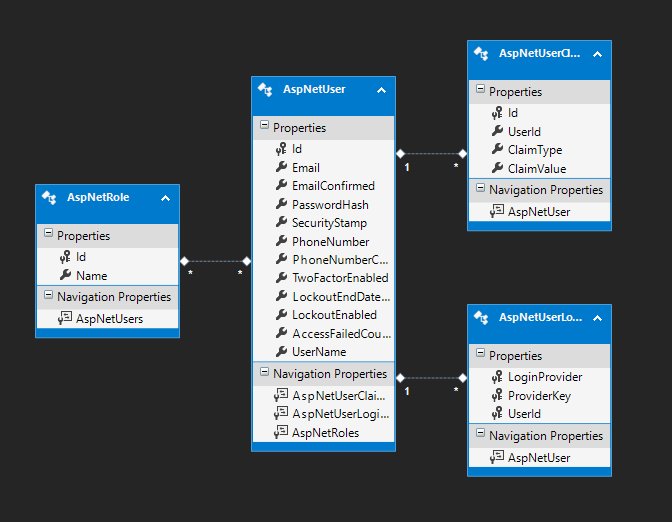 AspNetRole
Properties
Id
Name
Navigation Properties
AspNetUsers
*
*
AspNetUser
Properties
Id
Email
EmailConfirmed
PasswordHash
SecurityStamp
PhoneNumber
PhoneNumberC...
TwoFactorEnabled
LockoutEndDate...
LockoutEnabled
AccessFailedCou...
UserName
Navigation Properties
AspNetUserClai...
AspNetUserLogi...
AspNetRoles
1
*
1
*
AspNetUserCl...
Properties
Id
UserId
ClaimType
ClaimValue
Navigation Properties
AspNetUser
AspNetUserLo...
Properties
LoginProvider
ProviderKey
UserId
Navigation Properties
AspNetUser